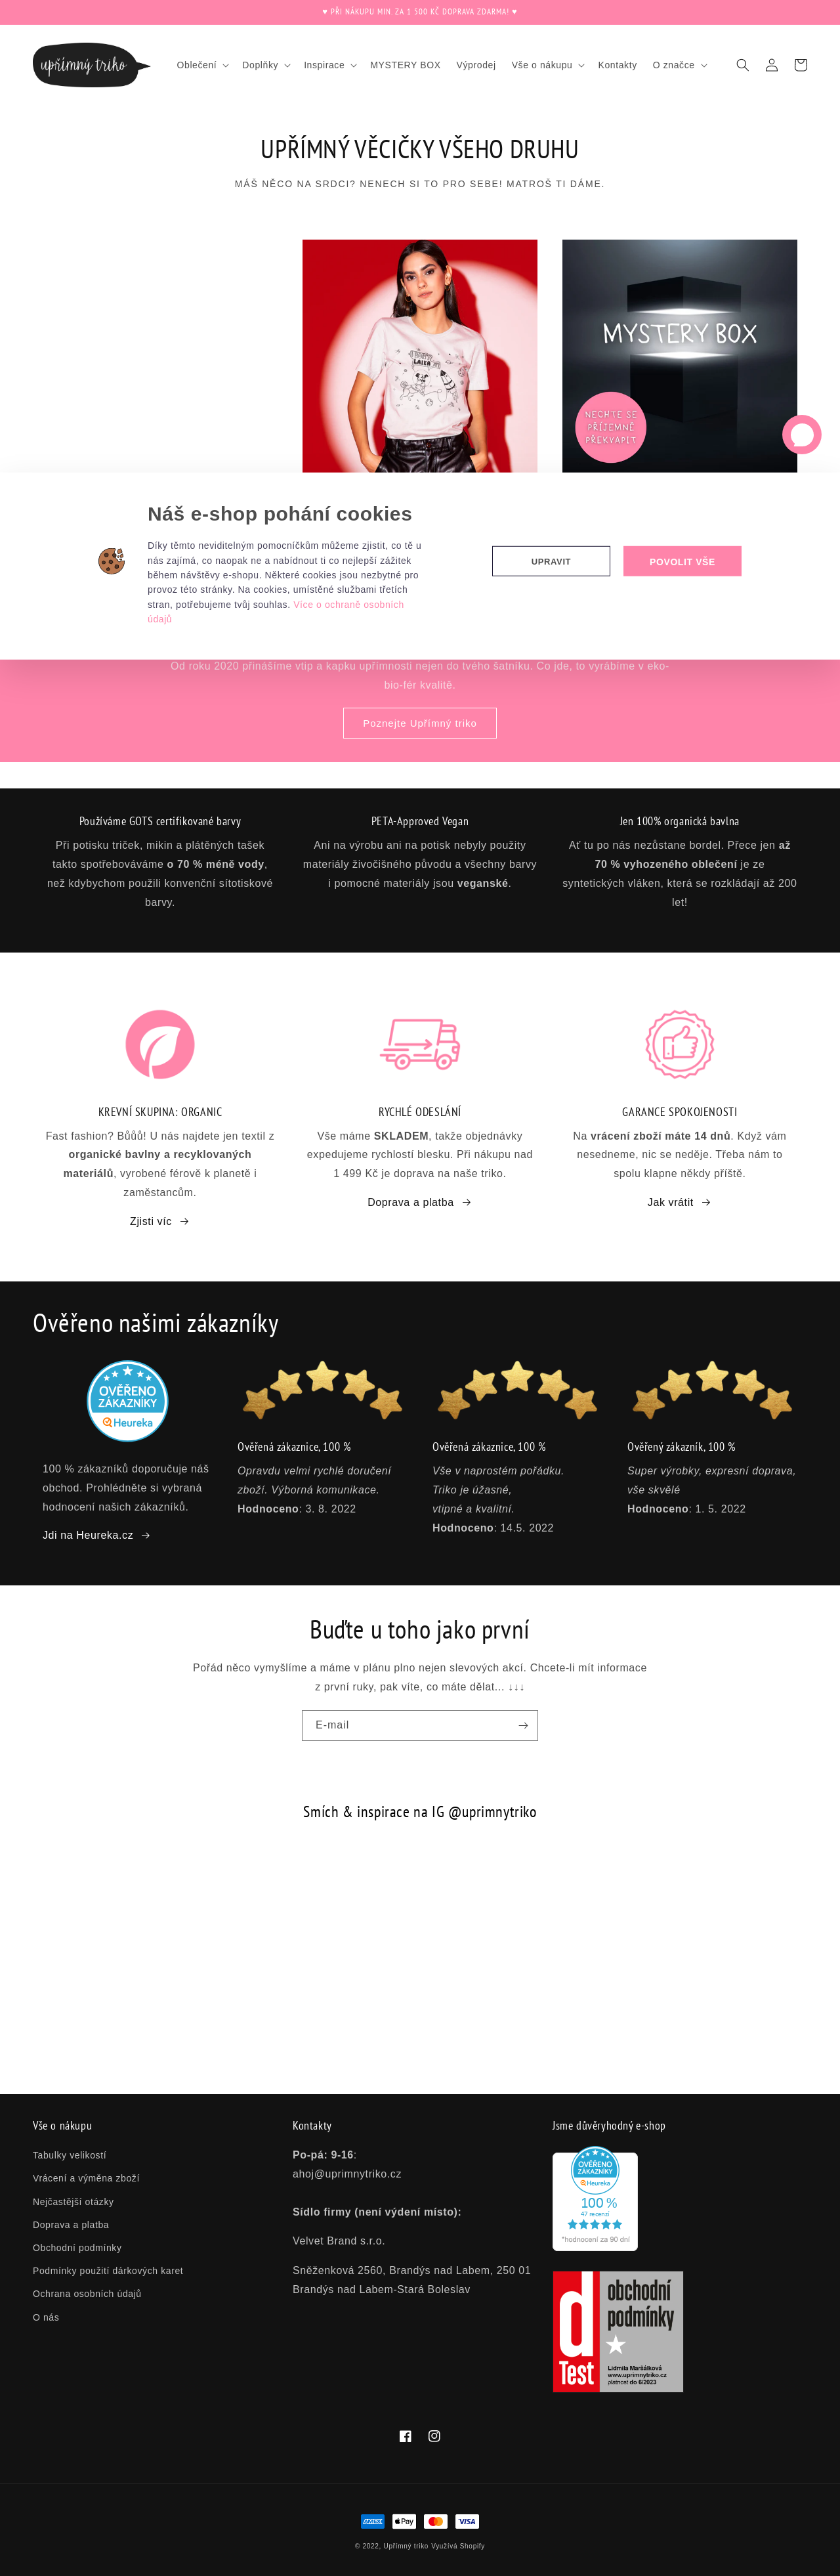 ♥ PŘI NÁKUPU MIN. ZA 1 500 KČ DOPRAVA ZDARMA! ♥
upřímný triko
Oblečení
Doplňky
Inspirace
MYSTERY BOX
Výprodej
Vše o nákupu
Kontakty
O značce
UPŘÍMNÝ VĚCIČKY VŠEHO DRUHU
MÁŠ NĚCO NA SRDCI? NENECH SI TO PRO SEBE! MATROŠ TI DÁME.
LAIKA
MYSTERY BOX
NECHTE SE
PŘÍJEMNĚ
PŘEKVAPIT
Náš e-shop pohání cookies
Díky těmto neviditelným pomocníčkům můžeme zjistit, co tě u
nás zajímá, co naopak ne a nabídnout ti co nejlepší zážitek
během návštěvy e-shopu. Některé cookies jsou nezbytné pro
provoz této stránky. Na cookies, umístěné službami třetích
stran, potřebujeme tvůj souhlas. Více o ochraně osobních
údajů
UPRAVIT
POVOLIT VŠE
Od roku 2020 přinášíme vtip a kapku upřímnosti nejen do tvého šatníku. Co jde, to vyrábíme v eko-
bio-fér kvalitě.
Poznejte Upřímný triko
Používáme GOTS certifikované barvy
Při potisku triček, mikin a plátěných tašek
takto spotřebováváme o 70 % méně vody,
než kdybychom použili konvenční sítotiskové
barvy.
PETA-Approved Vegan
Ani na výrobu ani na potisk nebyly použity
materiály živočišného původu a všechny barvy
i pomocné materiály jsou veganské.
Jen 100% organická bavlna
Ať tu po nás nezůstane bordel. Přece jen až
70 % vyhozeného oblečení je ze
syntetických vláken, která se rozkládají až 200
let!
KREVNÍ SKUPINA: ORGANIC
Fast fashion? Bůůů! U nás najdete jen textil z
organické bavlny a recyklovaných
materiálů, vyrobené férově k planetě i
zaměstancům.
Zjisti víc →
RYCHLÉ ODESLÁNÍ
Vše máme SKLADEM, takže objednávky
expedujeme rychlostí blesku. Při nákupu nad
1 499 Kč je doprava na naše triko.
Doprava a platba →
GARANCE SPOKOJENOSTI
Na vrácení zboží máte 14 dnů. Když vám
nesedneme, nic se neděje. Třeba nám to
spolu klapne někdy příště.
Jak vrátit →
Ověřeno našimi zákazníky
OVĚŘENO
ZÁKAZNÍKY
Heureka
100 % zákazníků doporučuje náš
obchod. Prohlédněte si vybraná
hodnocení našich zákazníků.
Jdi na Heureka.cz →
Ověřená zákaznice, 100 %
Opravdu velmi rychlé doručení
zboží. Výborná komunikace.
Hodnoceno: 3. 8. 2022
Ověřená zákaznice, 100 %
Vše v naprostém pořádku.
Triko je úžasné,
vtipné a kvalitní.
Hodnoceno: 14.5. 2022
Ověřený zákazník, 100 %
Super výrobky, expresní doprava,
vše skvělé
Hodnoceno: 1. 5. 2022
Buďte u toho jako první
Pořád něco vymyšlíme a máme v plánu plno nejen slevových akcí. Chcete-li mít informace
z první ruky, pak víte, co máte dělat... ↓↓↓
E-mail
Smích & inspirace na IG @uprimnytriko
Vše o nákupu
Tabulky velikostí
Vrácení a výměna zboží
Nejčastější otázky
Doprava a platba
Obchodní podmínky
Podmínky použití dárkových karet
Ochrana osobních údajů
O nás
Kontakty
Po-pá: 9-16:
ahoj@uprimnytriko.cz
Sídlo firmy (není výdení místo):
Velvet Brand s.r.o.
Sněženková 2560, Brandýs nad Labem, 250 01
Brandýs nad Labem-Stará Boleslav
Jsme důvěryhodný e-shop
OVĚŘENO
ZÁKAZNÍKY
Heureka
100 %
47 recenzí
*hodnocení za 90 dní
dTest
obchodní
podmínky
Lidmila Maršálková
www.uprimnytriko.cz
platnost do 6/2023
AMEX
Pay
VISA
© 2022, Upřímný triko Využívá Shopify